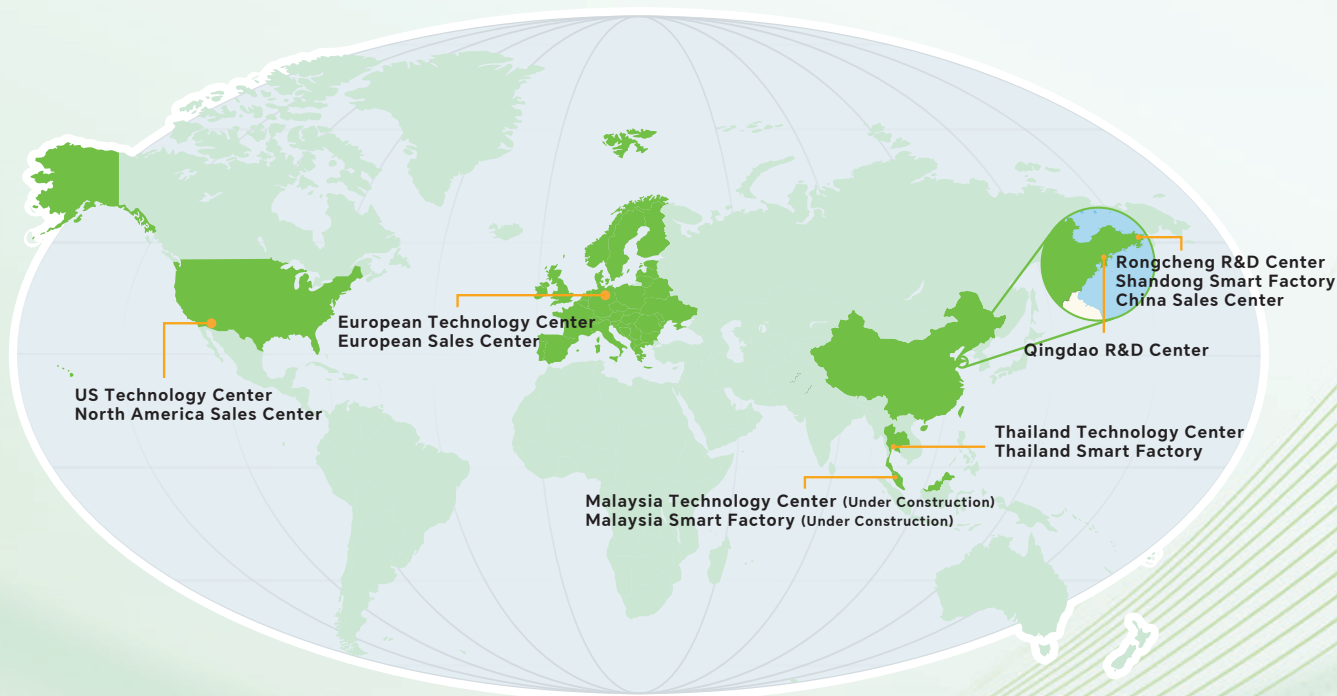 Rongcheng R&D Center
Shandong Smart Factory
China Sales Center
European Technology Center
European Sales Center
Qingdao R&D Center
US Technology Center
North America Sales Center
Thailand Technology Center
Thailand Smart Factory
Malaysia Technology Center (Under Construction)
Malaysia Smart Factory (Under Construction)